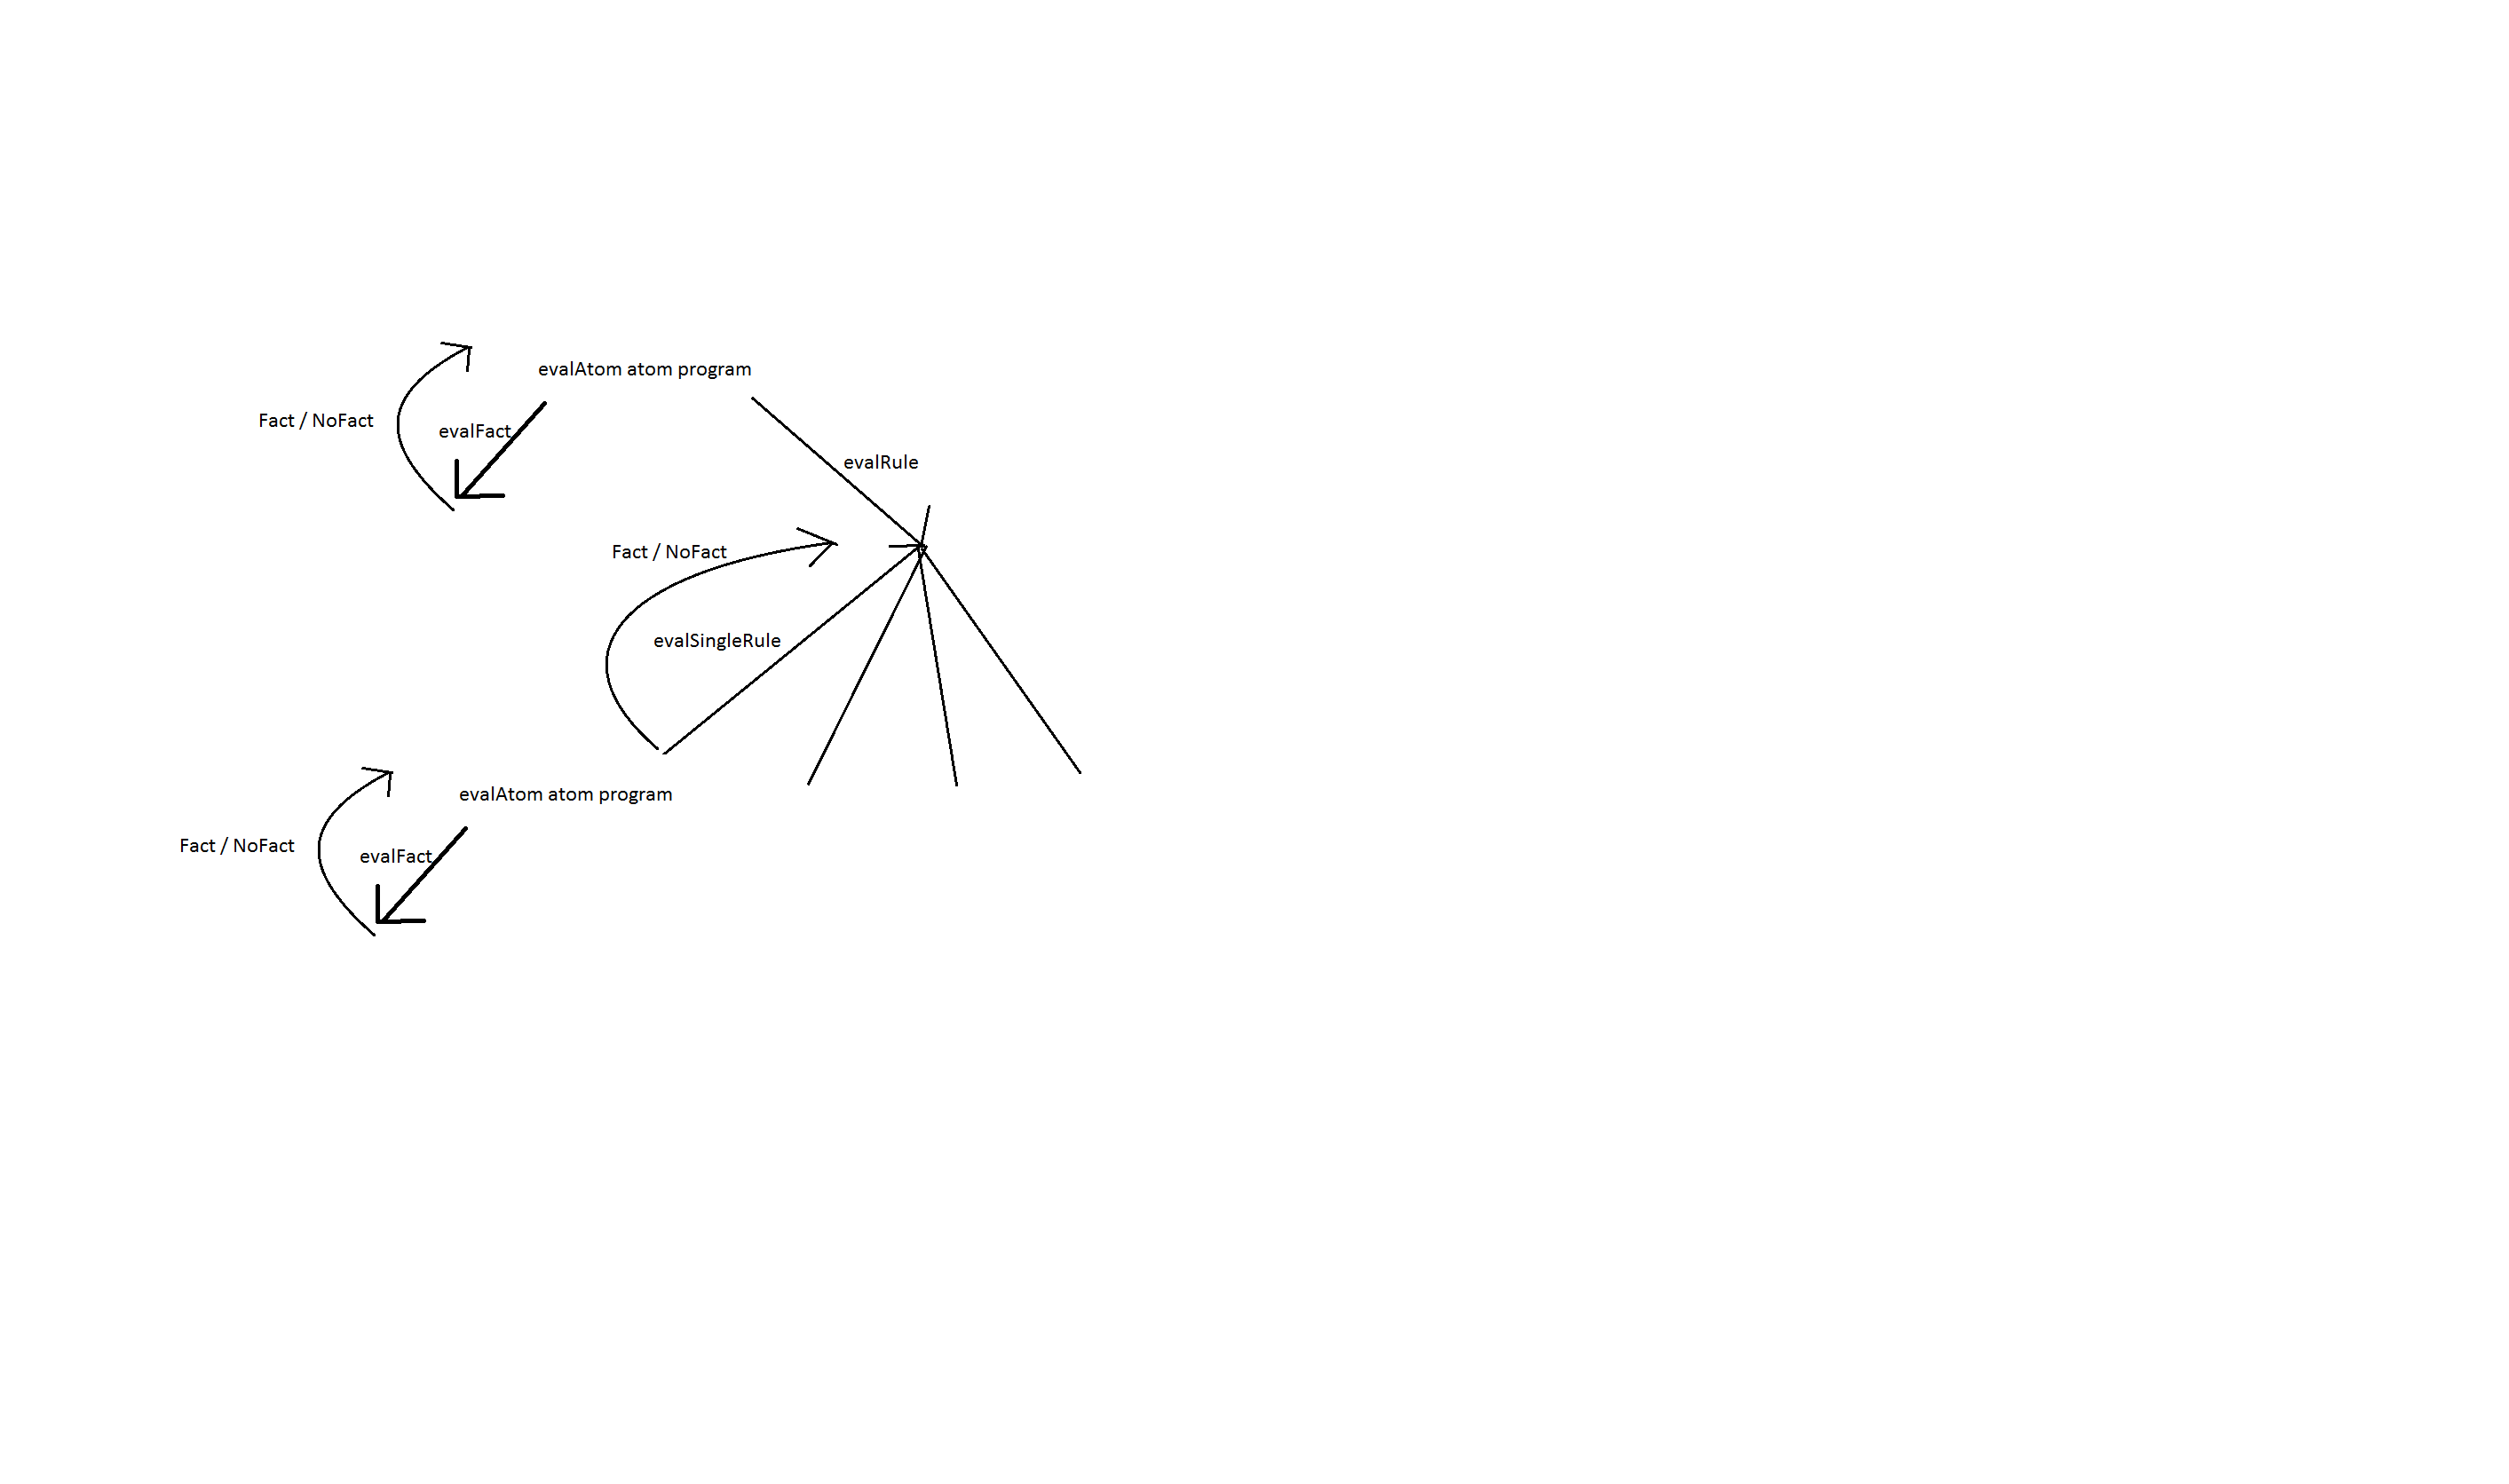 evalAtom atom program
Fact / NoFact
evalFact
evalRule
Fact / NoFact
evalSingleRule
evalAtom atom program
Fact / NoFact
evalFact